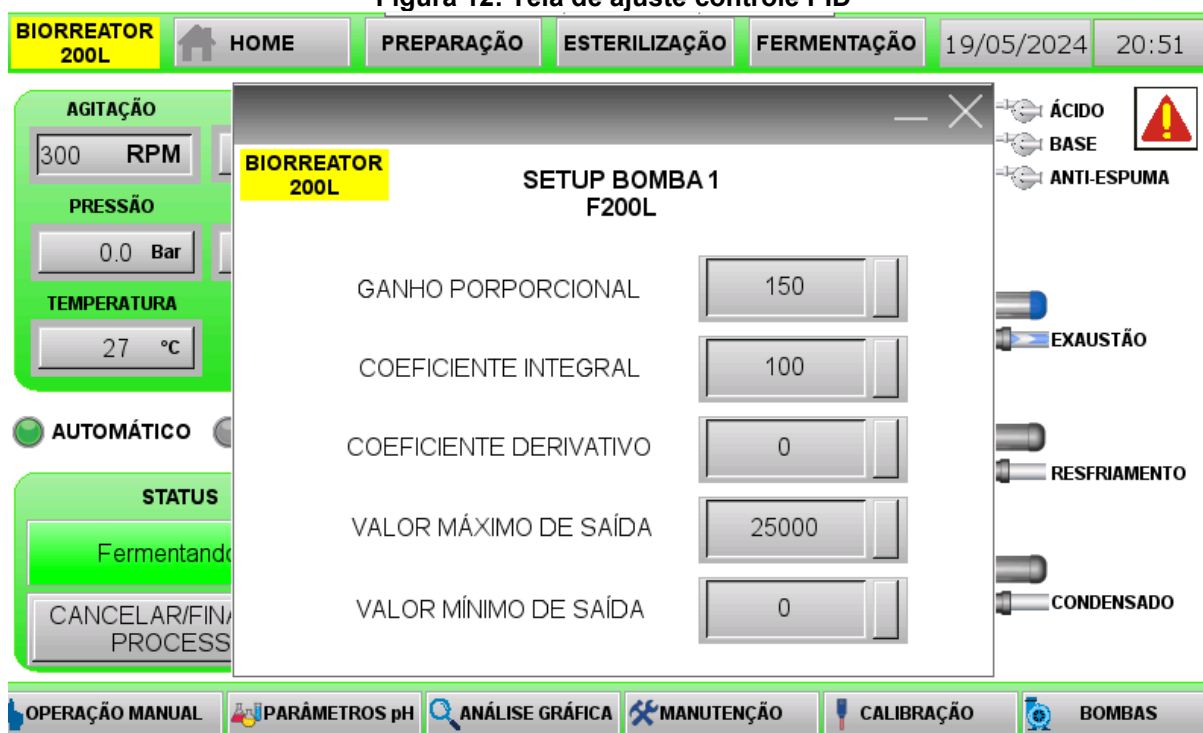 Figura 12: Tela de ajuste controle PID
BIORREATOR
200L
HOME
PREPARAÇÃO
ESTERILIZAÇÃO
FERMENTAÇÃO
19/05/2024
20:51
AGITAÇÃO
300 RPM
PRESSÃO
0.0 Bar
TEMPERATURA
27 °C
AUTOMÁTICO
STATUS
Fermentando
CANCELAR/FINA
PROCESS
BIORREATOR
200L
SETUP BOMBA 1
F200L
GANHO PORPORCIONAL 150
COEFICIENTE INTEGRAL 100
COEFICIENTE DERIVATIVO 0
VALOR MÁXIMO DE SAÍDA 25000
VALOR MÍNIMO DE SAÍDA 0
ÁCIDO
BASE
ANTI-ESPUMA
EXAUSTÃO
RESFRIAMENTO
CONDENSADO
OPERAÇÃO MANUAL
PARÂMETROS pH
ANÁLISE GRÁFICA
MANUTENÇÃO
CALIBRAÇÃO
BOMBAS